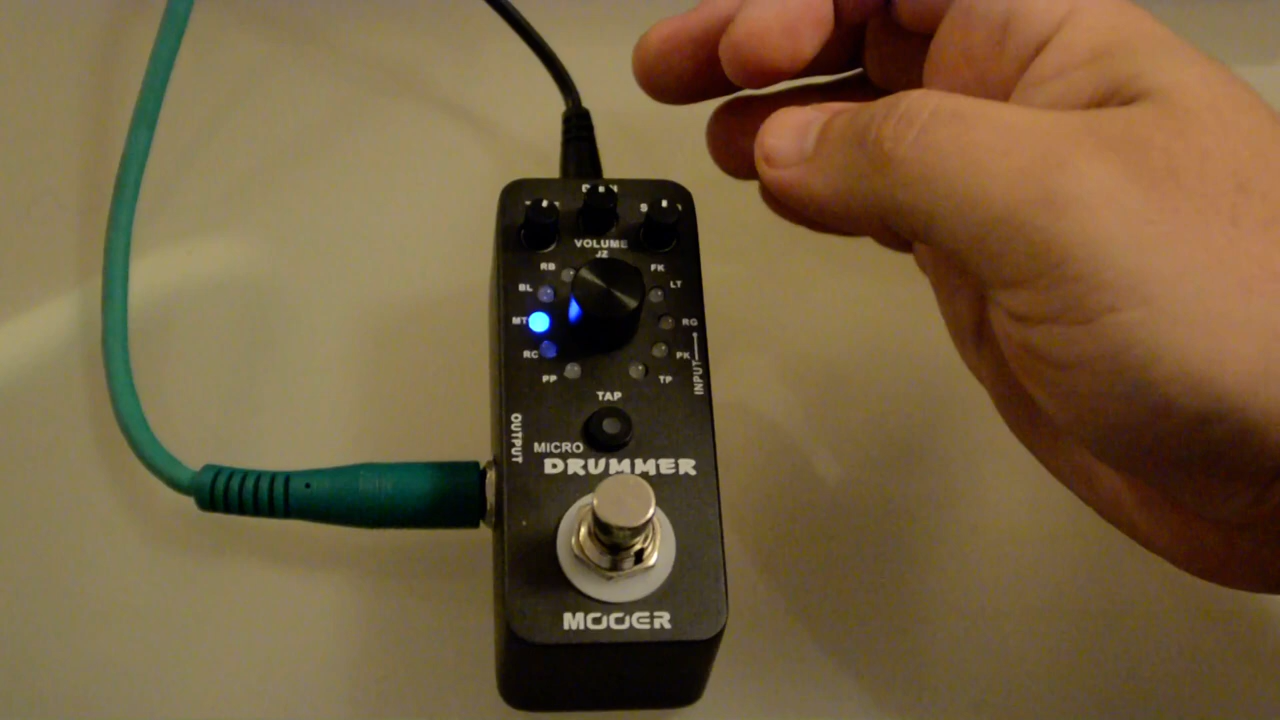 VOLUME
JZ
RB
FK
BL
LT
MT
RG
RC
PK
PP
TP
INPUT
TAP
OUTPUT
MICRO
DRUMMER
MOOER